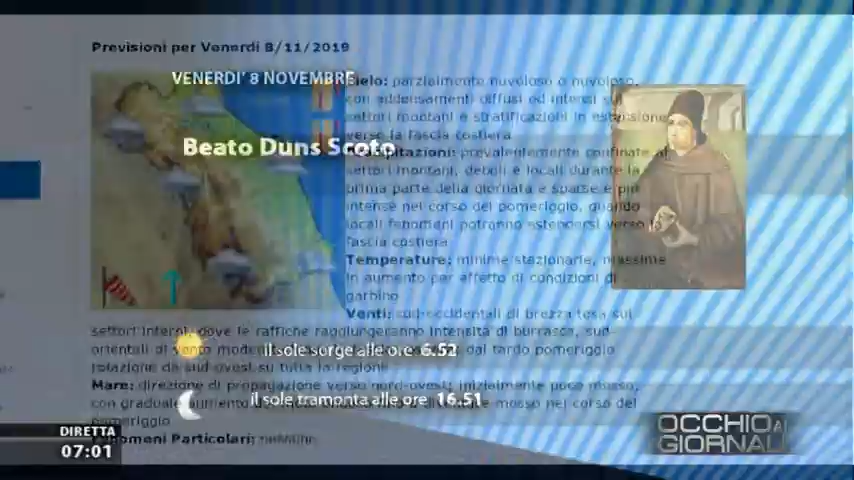 Previsioni per Venerdì 8/11/2019
VENERDI' 8 NOVEMBRE
Beato Duns Scoto
Cielo: parzialmente nuvoloso o nuvoloso,
con addensamenti diffusi ed intensi sui
settori montani e stratificazioni in estensione
verso la fascia costiera
Precipitazioni: prevalentemente confinate ai
settori montani, deboli e locali durante la
prima parte della giornata e sparse e più
intense nel corso del pomeriggio, quando
locali fenomeni potranno estendersi verso la
fascia costiera
Temperature: minime stazionarie, massime
in aumento per effetto di condizioni di
garbino
Venti: sud-occidentali di brezza tesa sui
settori interni, dove le raffiche raggiungeranno intensità di burrasca, sud-
orientali di vento dal tardo pomeriggio
rotazione da sud-ovest su tutta la regione
Mare: direzione di propagazione verso nord-ovest; inizialmente poco mosso,
con graduale aumento mosso nel corso del
pomeriggio
Fenomeni Particolari: nessuno
il sole sorge alle ore 6.52
il sole tramonta alle ore 16.51
DIRETTA
07:01
OCCHIO AI
GIORNALI